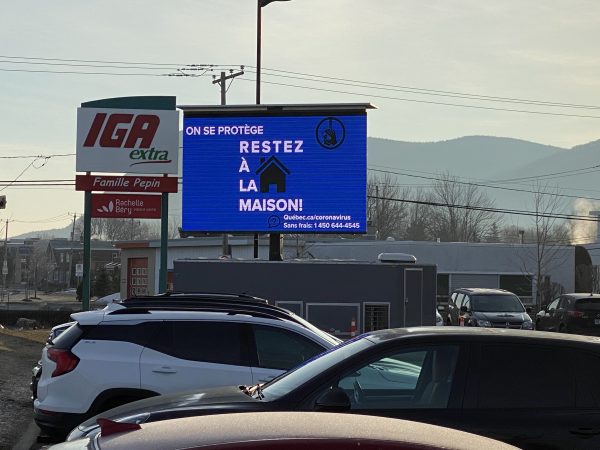 IGA
extra
Famille Pepin
Rachelle
Béry
ON SE PROTÈGE
RESTEZ
À
LA
MAISON!
Québec.ca/coronavirus
Sans frais: 1 450 644-4545